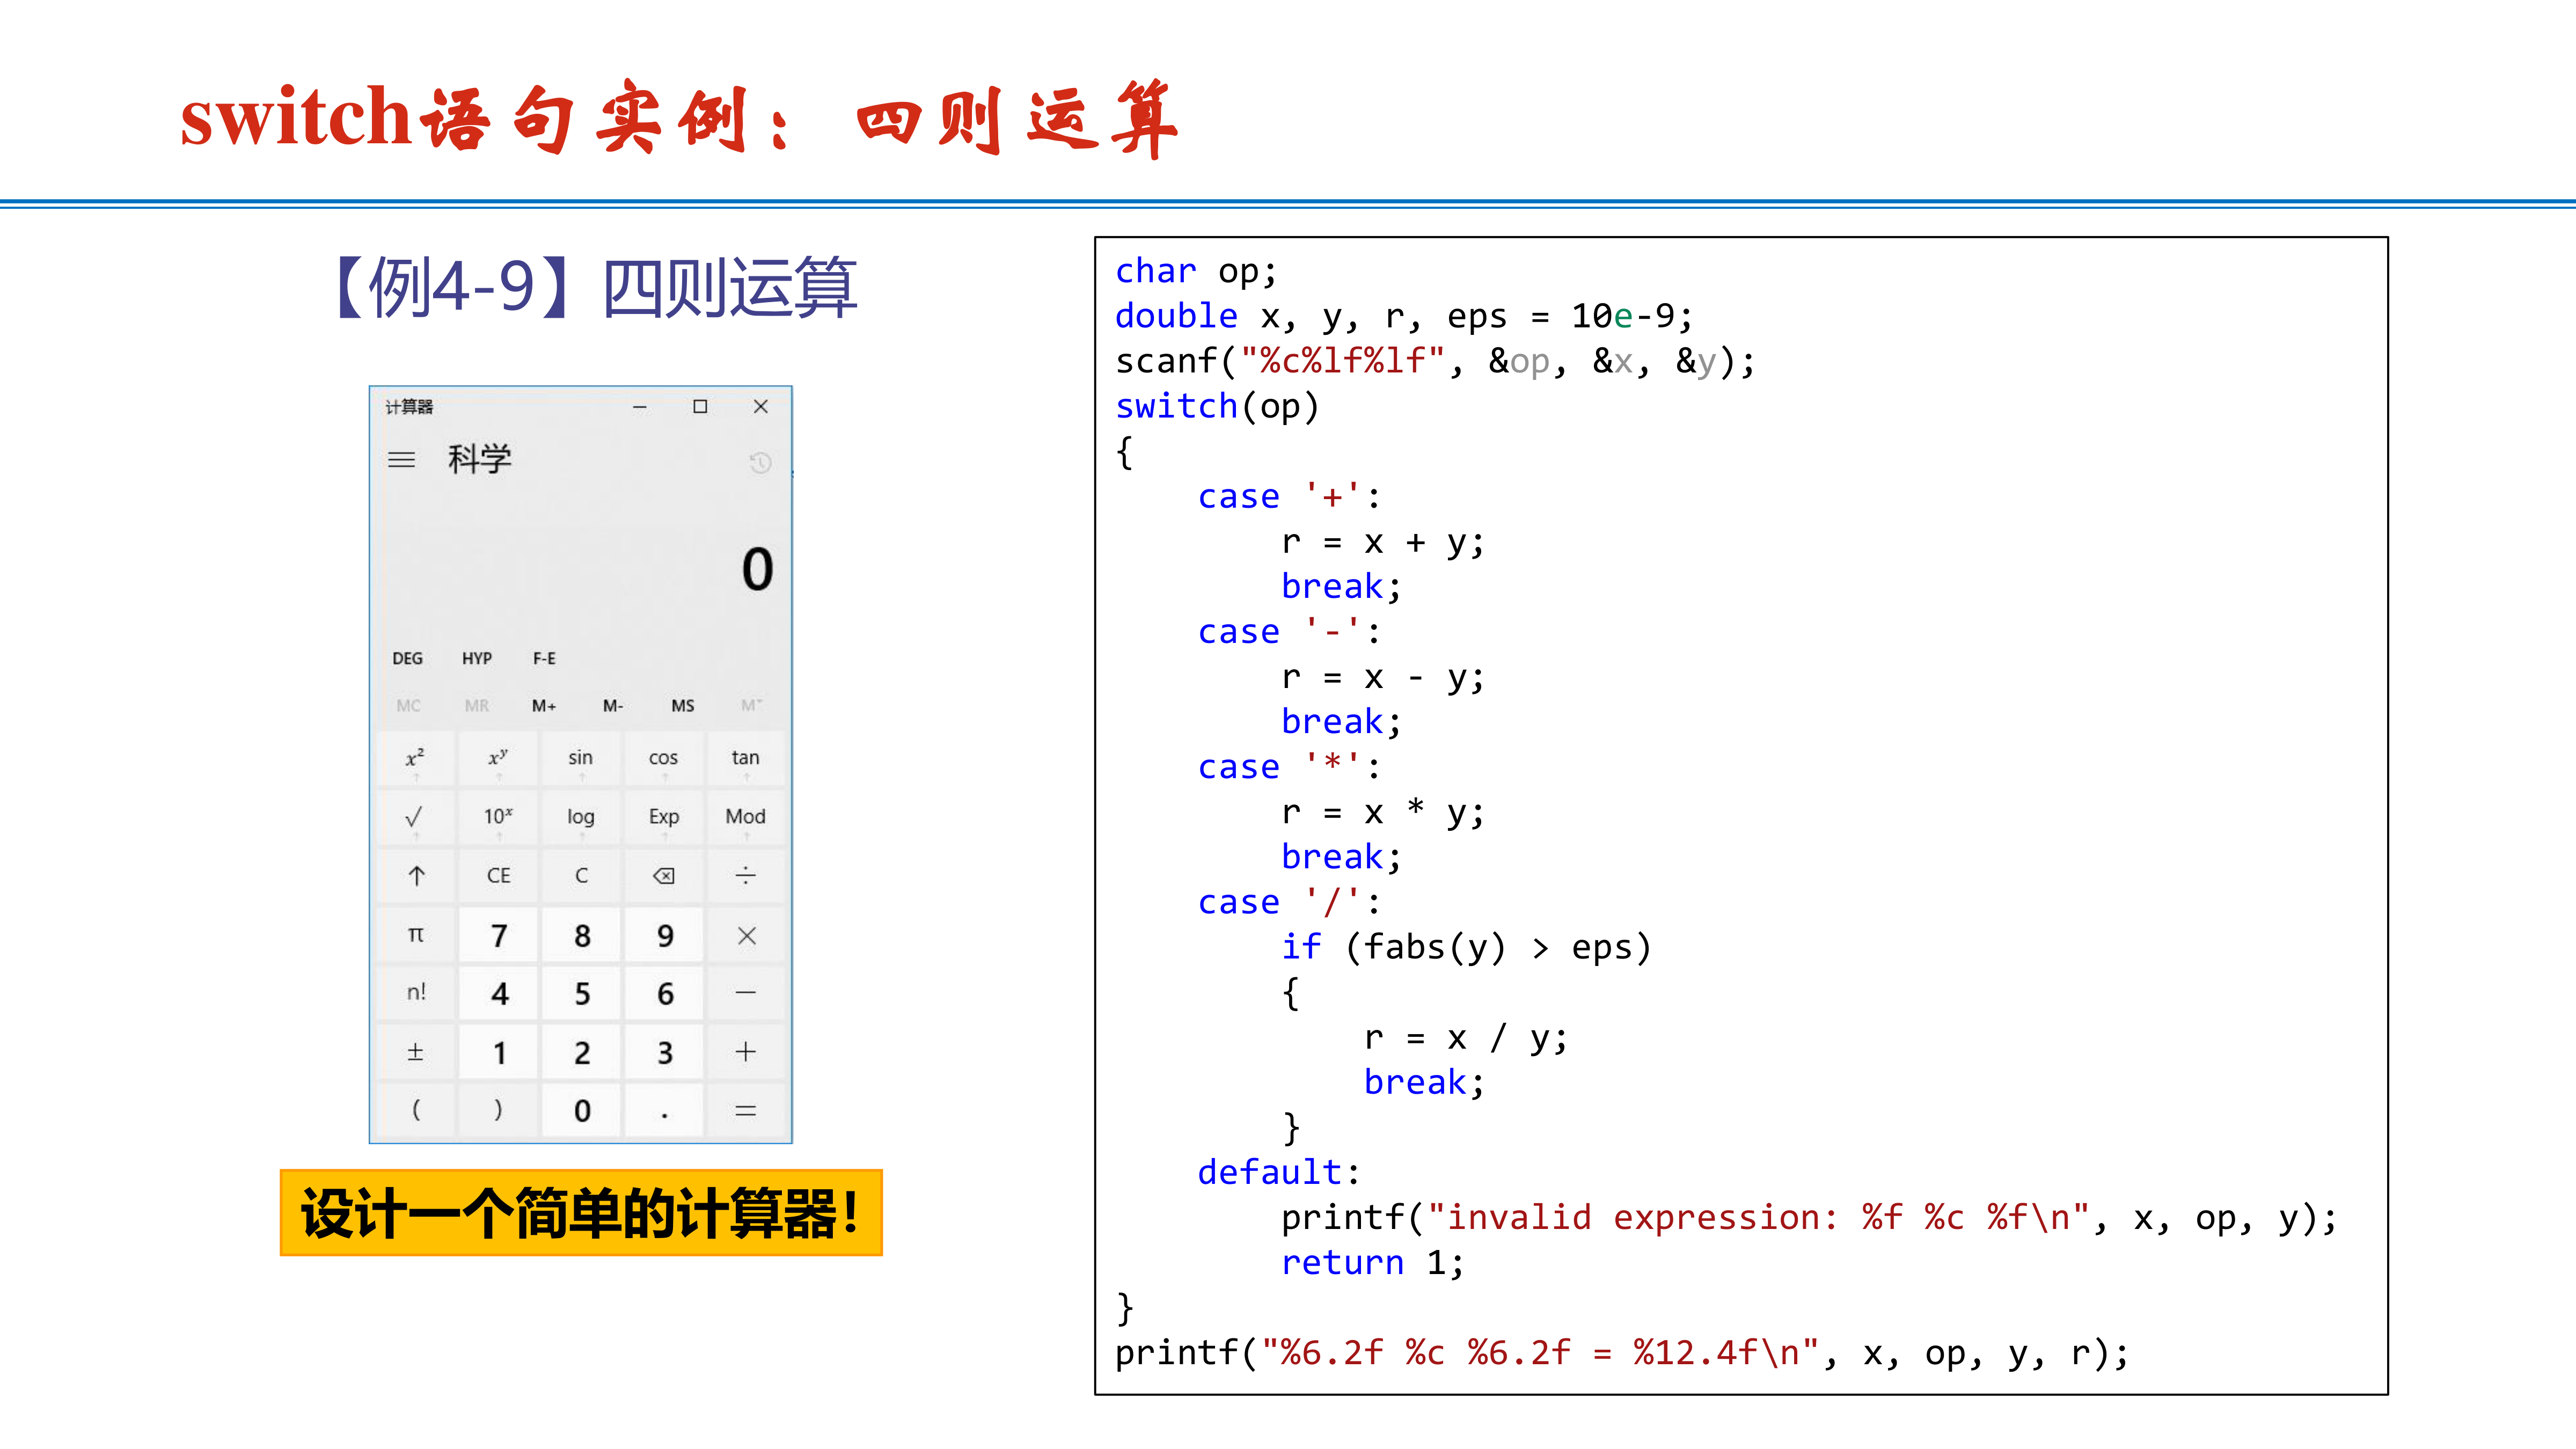 switch语句实例：四则运算
【例4-9】四则运算
计算器
科学
0
DEG HYP F-E
MC MR M+ M- MS M˅
x² xʸ sin cos tan
√ 10ˣ log Exp Mod
↑ CE C ⌫ ÷
π 7 8 9 ×
n! 4 5 6 −
± 1 2 3 +
( ) 0 . =
设计一个简单的计算器！
char op;
double x, y, r, eps = 10e-9;
scanf("%c%lf%lf", &op, &x, &y);
switch(op)
{
    case '+':
        r = x + y;
        break;
    case '-':
        r = x - y;
        break;
    case '*':
        r = x * y;
        break;
    case '/':
        if (fabs(y) > eps)
        {
            r = x / y;
            break;
        }
    default:
        printf("invalid expression: %f %c %f\n", x, op, y);
        return 1;
}
printf("%6.2f %c %6.2f = %12.4f\n", x, op, y, r);